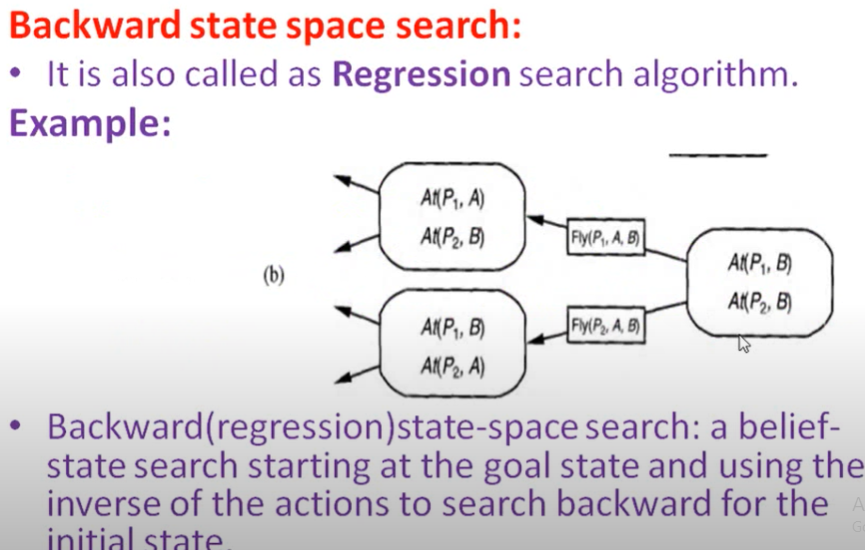 Backward state space search:
• It is also called as Regression search algorithm.
Example:
At(P₁, A)
At(P₂, B)
Fly(P₁, A, B)
At(P₁, B)
At(P₂, B)
(b)
At(P₁, B)
At(P₂, A)
Fly(P₂, A, B)
• Backward(regression)state-space search: a belief-
state search starting at the goal state and using the
inverse of the actions to search backward for the
initial state.